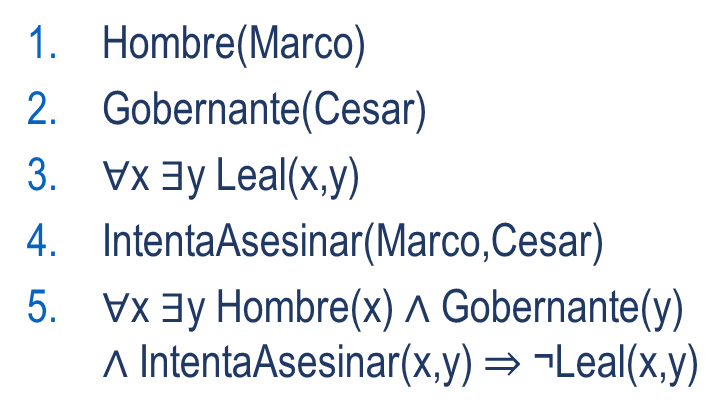 1. Hombre(Marco)
2. Gobernante(Cesar)
3. ∀x ∃y Leal(x,y)
4. IntentaAsesinar(Marco,Cesar)
5. ∀x ∃y Hombre(x) ∧ Gobernante(y)
∧ IntentaAsesinar(x,y) ⇒ ¬Leal(x,y)